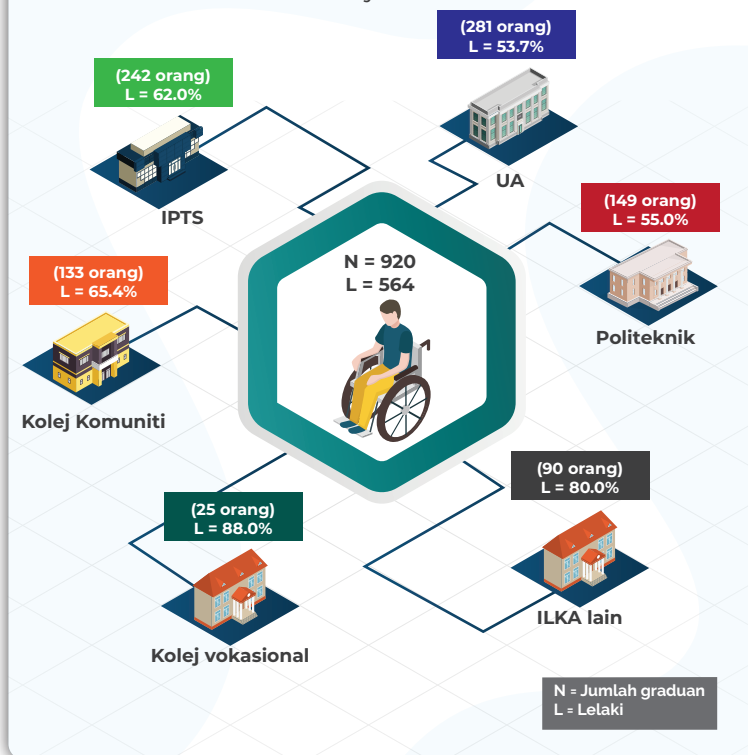 (281 orang)
L = 53.7%
UA
(242 orang)
L = 62.0%
IPTS
(149 orang)
L = 55.0%
Politeknik
N = 920
L = 564
(133 orang)
L = 65.4%
Kolej Komuniti
(90 orang)
L = 80.0%
ILKA lain
(25 orang)
L = 88.0%
Kolej vokasional
N = Jumlah graduan
L = Lelaki